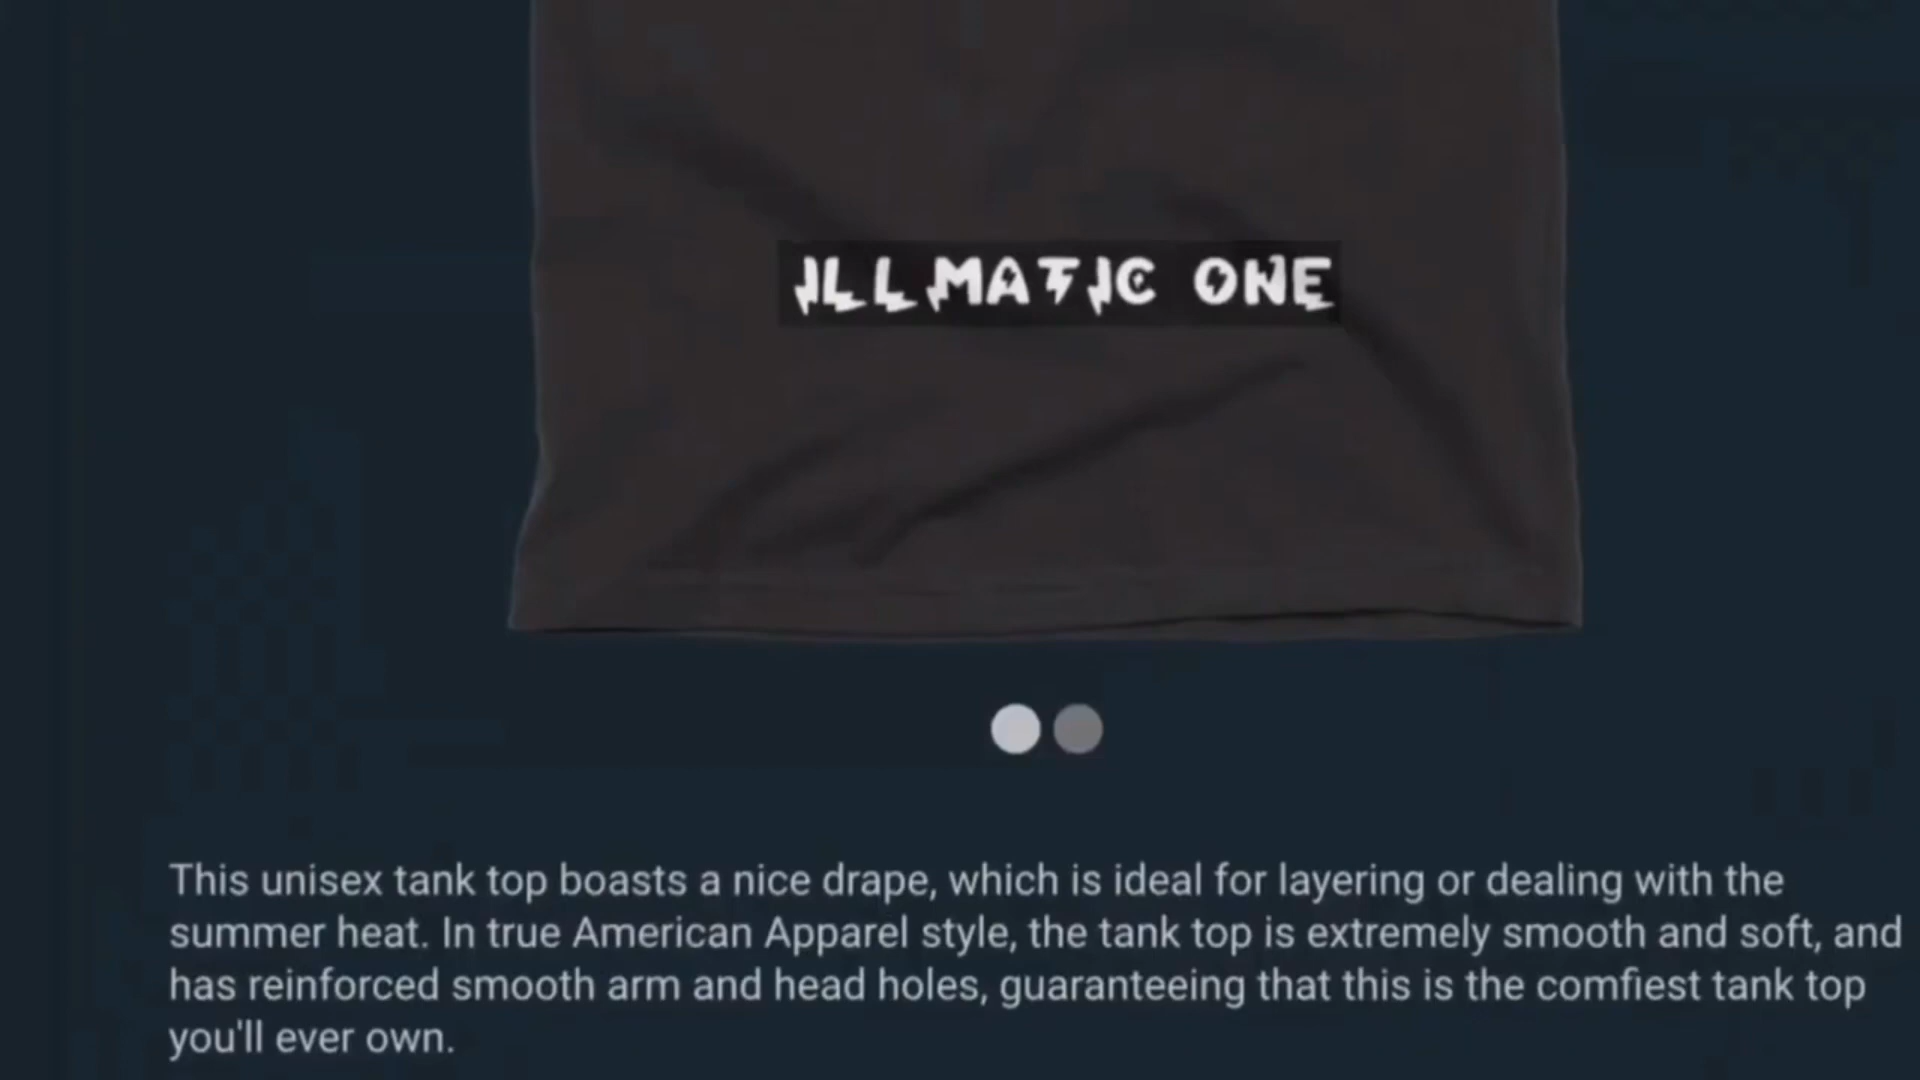 ILLMATIC ONE
This unisex tank top boasts a nice drape, which is ideal for layering or dealing with the
summer heat. In true American Apparel style, the tank top is extremely smooth and soft, and
has reinforced smooth arm and head holes, guaranteeing that this is the comfiest tank top
you'll ever own.